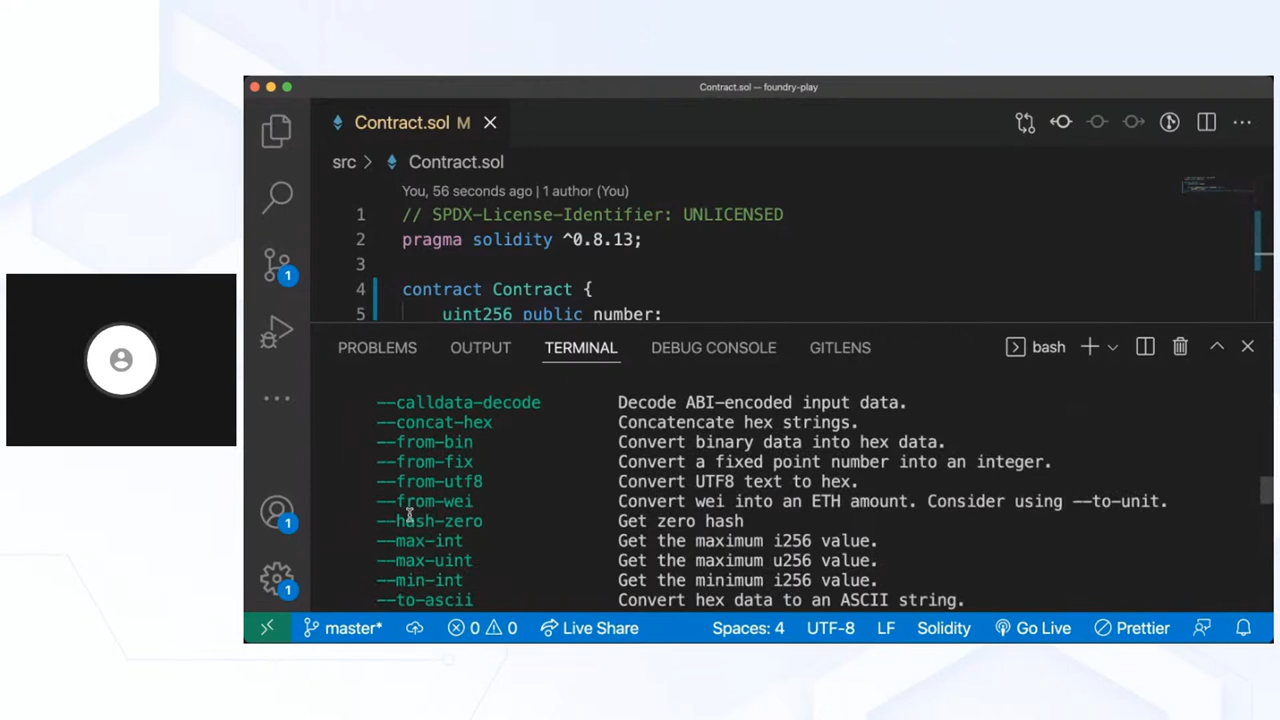 Contract.sol — foundry-play
Contract.sol M
src > Contract.sol
You, 56 seconds ago | 1 author (You)
1 // SPDX-License-Identifier: UNLICENSED
2 pragma solidity ^0.8.13;
3
4 contract Contract {
5 uint256 public number;
PROBLEMS OUTPUT TERMINAL DEBUG CONSOLE GITLENS bash
--calldata-decode Decode ABI-encoded input data.
--concat-hex Concatencate hex strings.
--from-bin Convert binary data into hex data.
--from-fix Convert a fixed point number into an integer.
--from-utf8 Convert UTF8 text to hex.
--from-wei Convert wei into an ETH amount. Consider using --to-unit.
--hash-zero Get zero hash
--max-int Get the maximum i256 value.
--max-uint Get the maximum u256 value.
--min-int Get the minimum i256 value.
--to-ascii Convert hex data to an ASCII string.
1
1
1
master* 0 0 Live Share Spaces: 4 UTF-8 LF Solidity Go Live Prettier